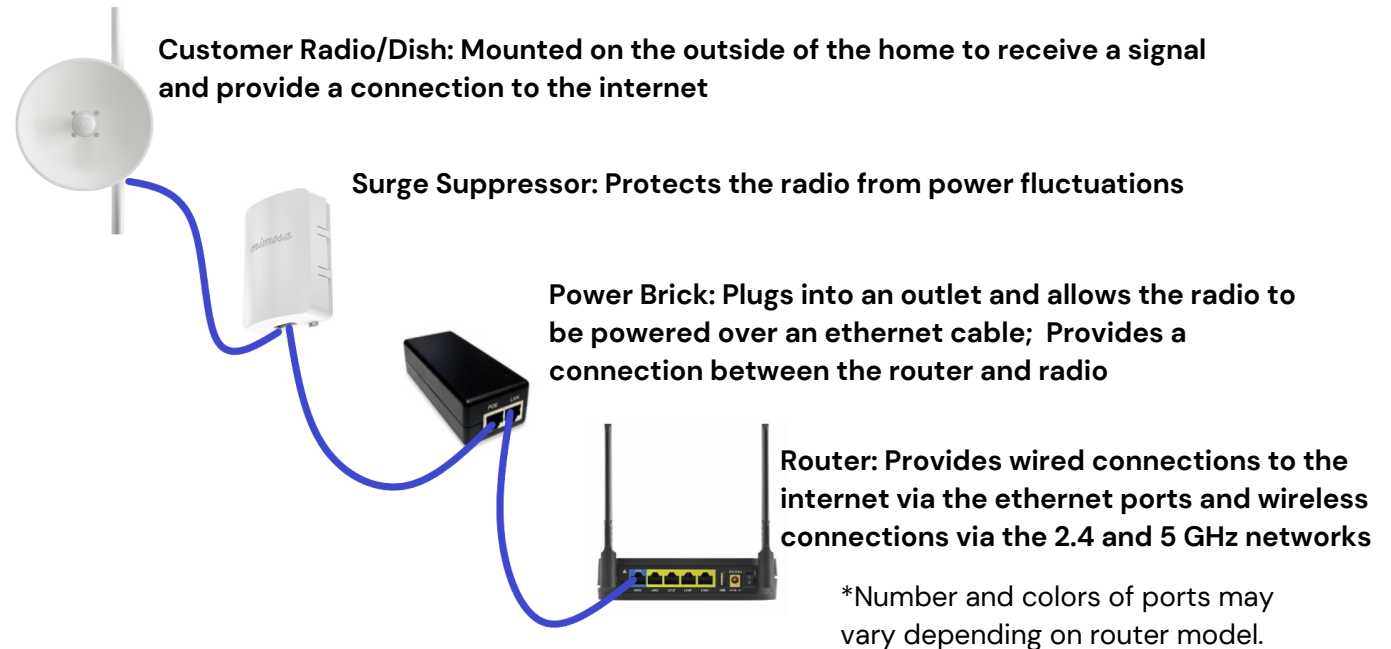 Customer Radio/Dish: Mounted on the outside of the home to receive a signal
and provide a connection to the internet
Surge Suppressor: Protects the radio from power fluctuations
mimosa
Power Brick: Plugs into an outlet and allows the radio to
be powered over an ethernet cable; Provides a
connection between the router and radio
POE LAN
Router: Provides wired connections to the
internet via the ethernet ports and wireless
connections via the 2.4 and 5 GHz networks
*Number and colors of ports may
vary depending on router model.